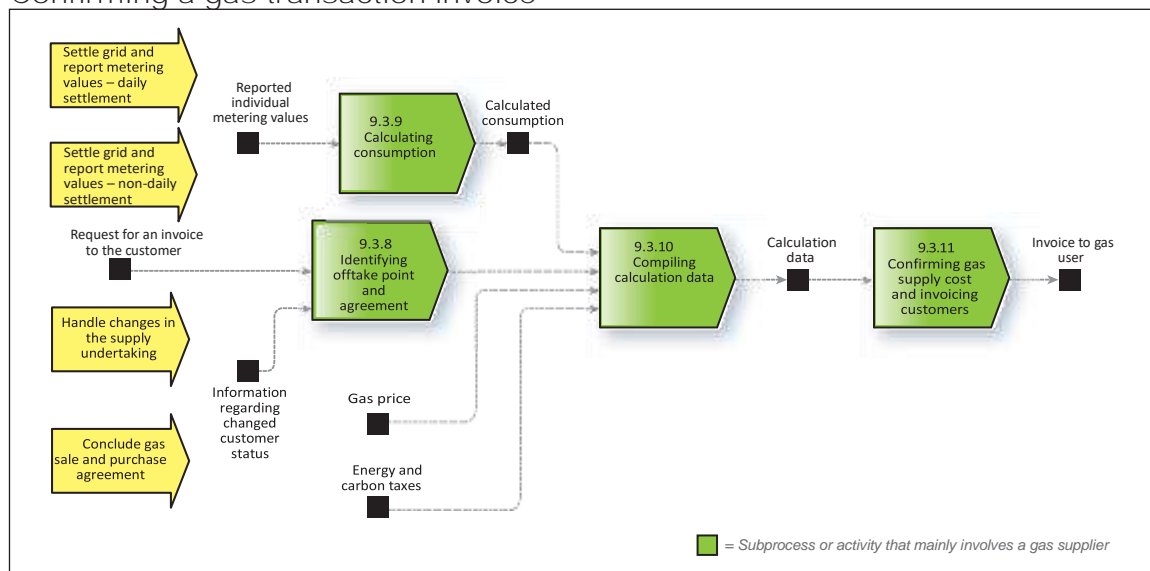 Confirming a gas transaction invoice
Settle grid and
report metering
values – daily
settlement
Reported
individual
metering values
9.3.9
Calculating
consumption
Calculated
consumption
Settle grid and
report metering
values – non-daily
settlement
Request for an invoice
to the customer
9.3.8
Identifying
offtake point
and
agreement
9.3.10
Compiling
calculation data
Calculation
data
9.3.11
Confirming gas
supply cost
and invoicing
customers
Invoice to gas
user
Handle changes in
the supply
undertaking
Information
regarding
changed
customer
status
Gas price
Conclude gas
sale and purchase
agreement
Energy and
carbon taxes
= Subprocess or activity that mainly involves a gas supplier